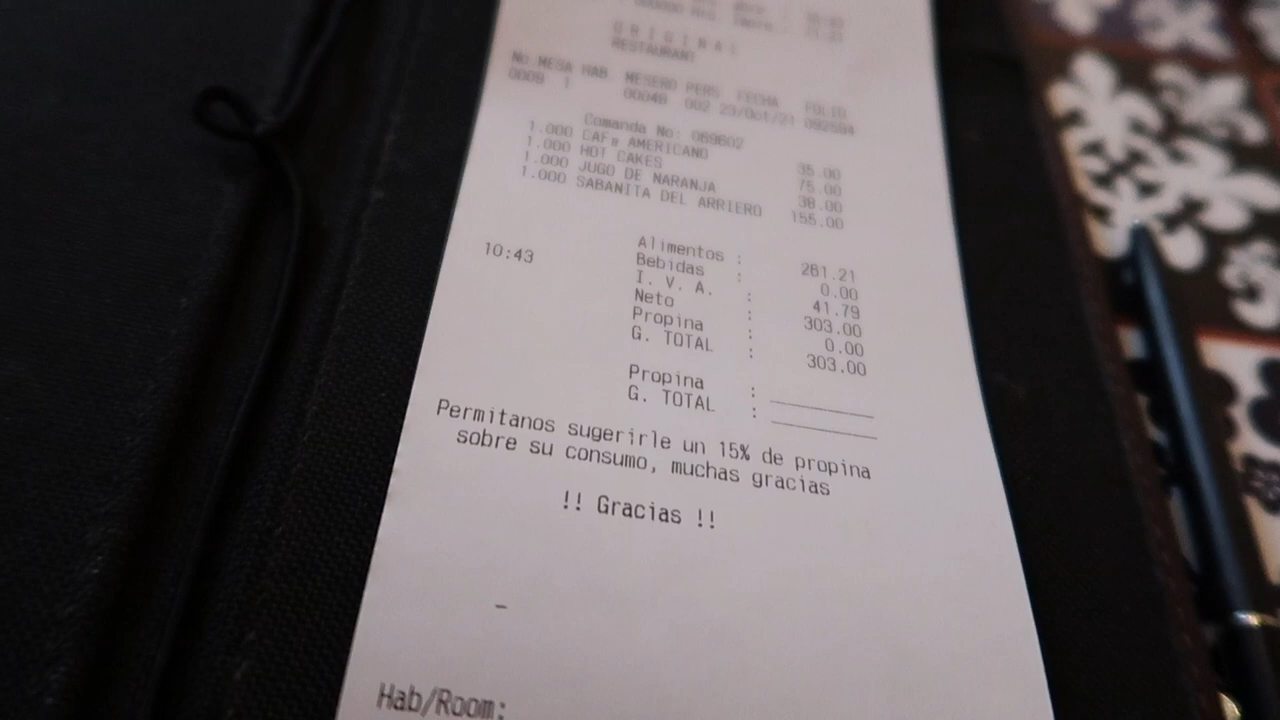 ORIGINAL
RESTAURANT
No.MESA HAB. MESERO PERS. FECHA FOLIO
0009 1 00048 002 23/Oct/21 092584
Comanda No: 069602
1.000 CAF# AMERICANO 35.00
1.000 HOT CAKES 75.00
1.000 JUGO DE NARANJA 38.00
1.000 SABANITA DEL ARRIERO 155.00
Alimentos : 261.21
10:43 Bebidas : 0.00
I. V. A. : 41.79
Neto : 303.00
Propina : 0.00
G. TOTAL : 303.00
Propina :
G. TOTAL :
Permitanos sugerirle un 15% de propina
sobre su consumo, muchas gracias
!! Gracias !!
-
Hab/Room: